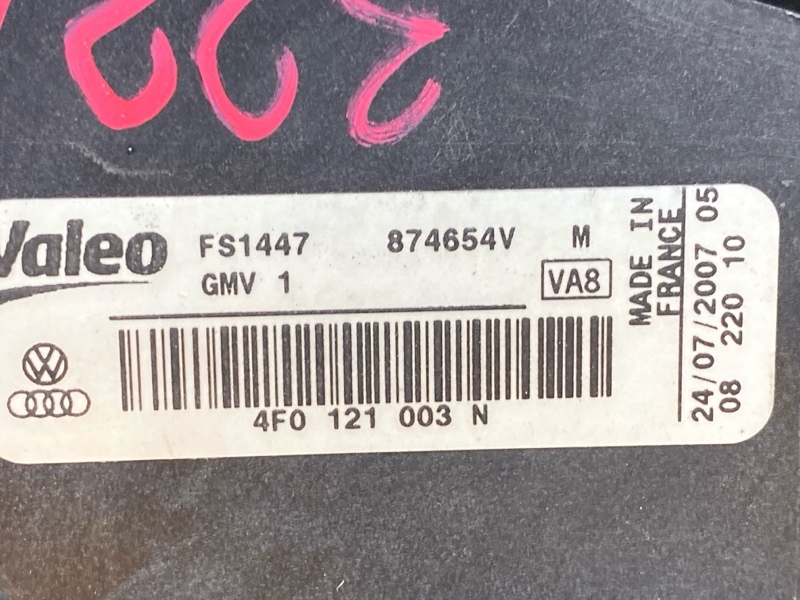 Valeo
FS1447 874654V M
GMV 1 VA8
4F0 121 003 N
MADE IN
FRANCE
24/07/2007 05
08 220 10